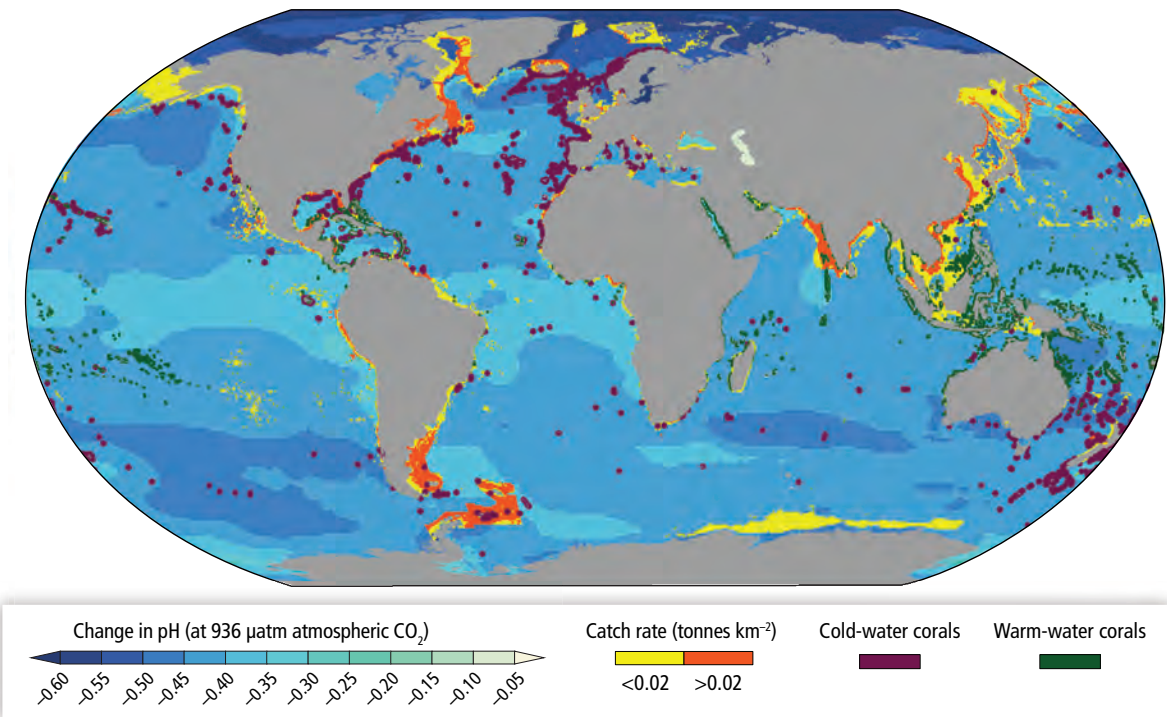 Change in pH (at 936 µatm atmospheric CO₂)
−0.60 −0.55 −0.50 −0.45 −0.40 −0.35 −0.30 −0.25 −0.20 −0.15 −0.10 −0.05
Catch rate (tonnes km⁻²)
<0.02 >0.02
Cold-water corals
Warm-water corals